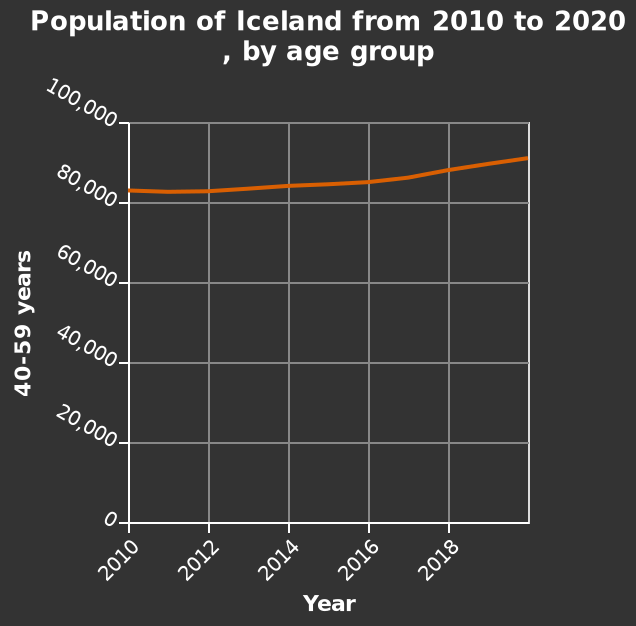 Population of Iceland from 2010 to 2020
, by age group
100,000
80,000
60,000
40,000
20,000
0
40-59 years
2010
2012
2014
2016
2018
Year